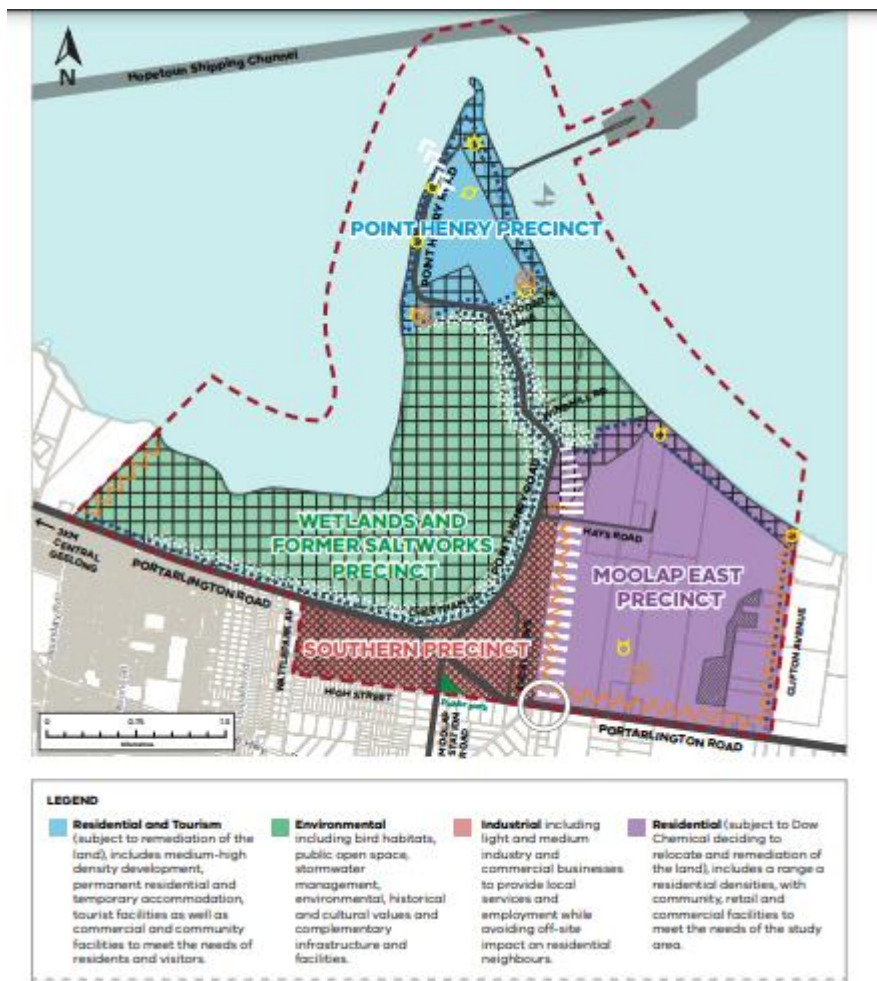 N
Hopetoun Shipping Channel
POINT HENRY ROAD
POINT HENRY PRECINCT
WINDMILL RD
POINT HENRY ROAD
HAYS ROAD
WETLANDS AND
FORMER SALTWORKS
PRECINCT
MOOLAP EAST
PRECINCT
3KM
CENTRAL
GEELONG
PORTARLINGTON ROAD
CLIFTON AVENUE
SOUTHERN PRECINCT
HIGH STREET
MOOLAP
STATION
ROAD
PORTARLINGTON ROAD
0 0.75 1.5
kilometres
LEGEND
Residential and Tourism
(subject to remediation of the
land), includes medium-high
density development,
permanent residential and
temporary accommodation,
tourist facilities as well as
commercial and community
facilities to meet the needs of
residents and visitors.
Environmental
including bird habitats,
public open space,
stormwater
management,
environmental, historical
and cultural values and
complementary
infrastructure and
facilities.
Industrial including
light and medium
industry and
commercial businesses
to provide local
services and
employment while
avoiding off-site
impact on residential
neighbours.
Residential (subject to Dow
Chemical deciding to
relocate and remediation of
the land), includes a range a
residential densities, with
community, retail and
commercial facilities to
meet the needs of the study
area.